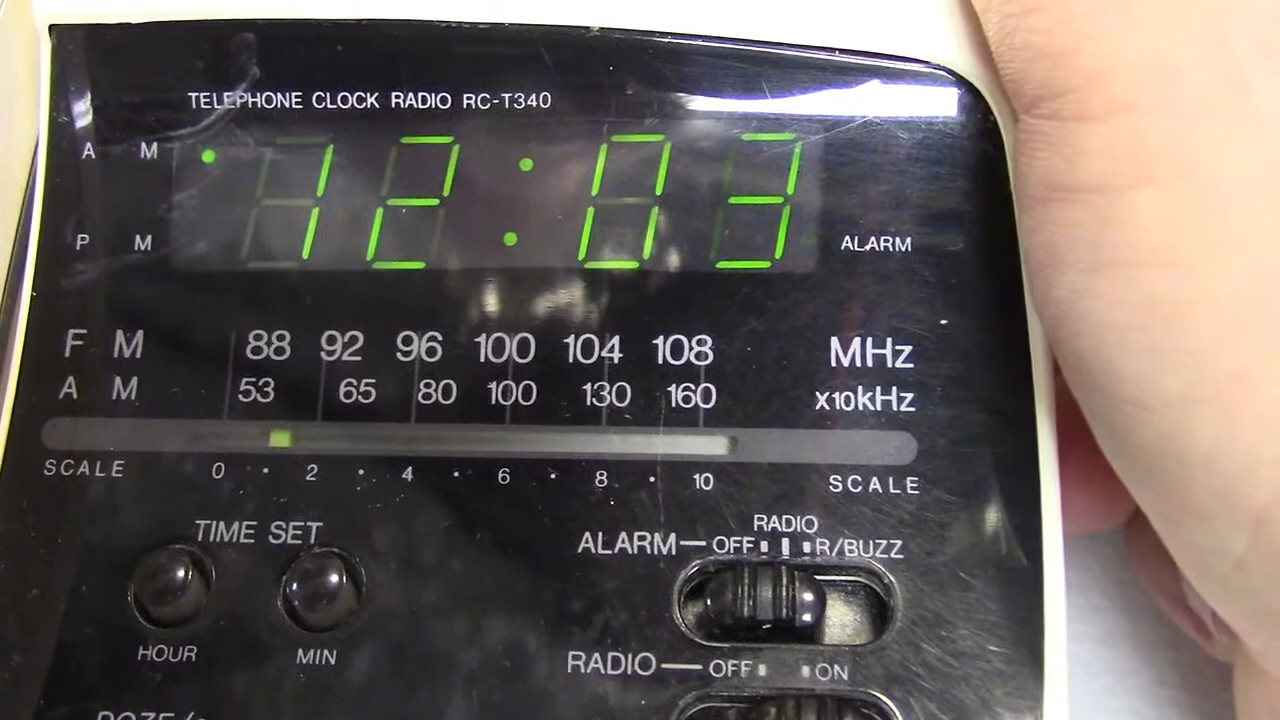 TELEPHONE CLOCK RADIO RC-T340
A M
12:03
P M
ALARM
F M 88 92 96 100 104 108 MHz
A M 53 65 80 100 130 160 x10kHz
SCALE 0 · 2 · 4 · 6 · 8 · 10 SCALE
TIME SET
HOUR MIN
RADIO
ALARM — OFF R/BUZZ
RADIO — OFF ON